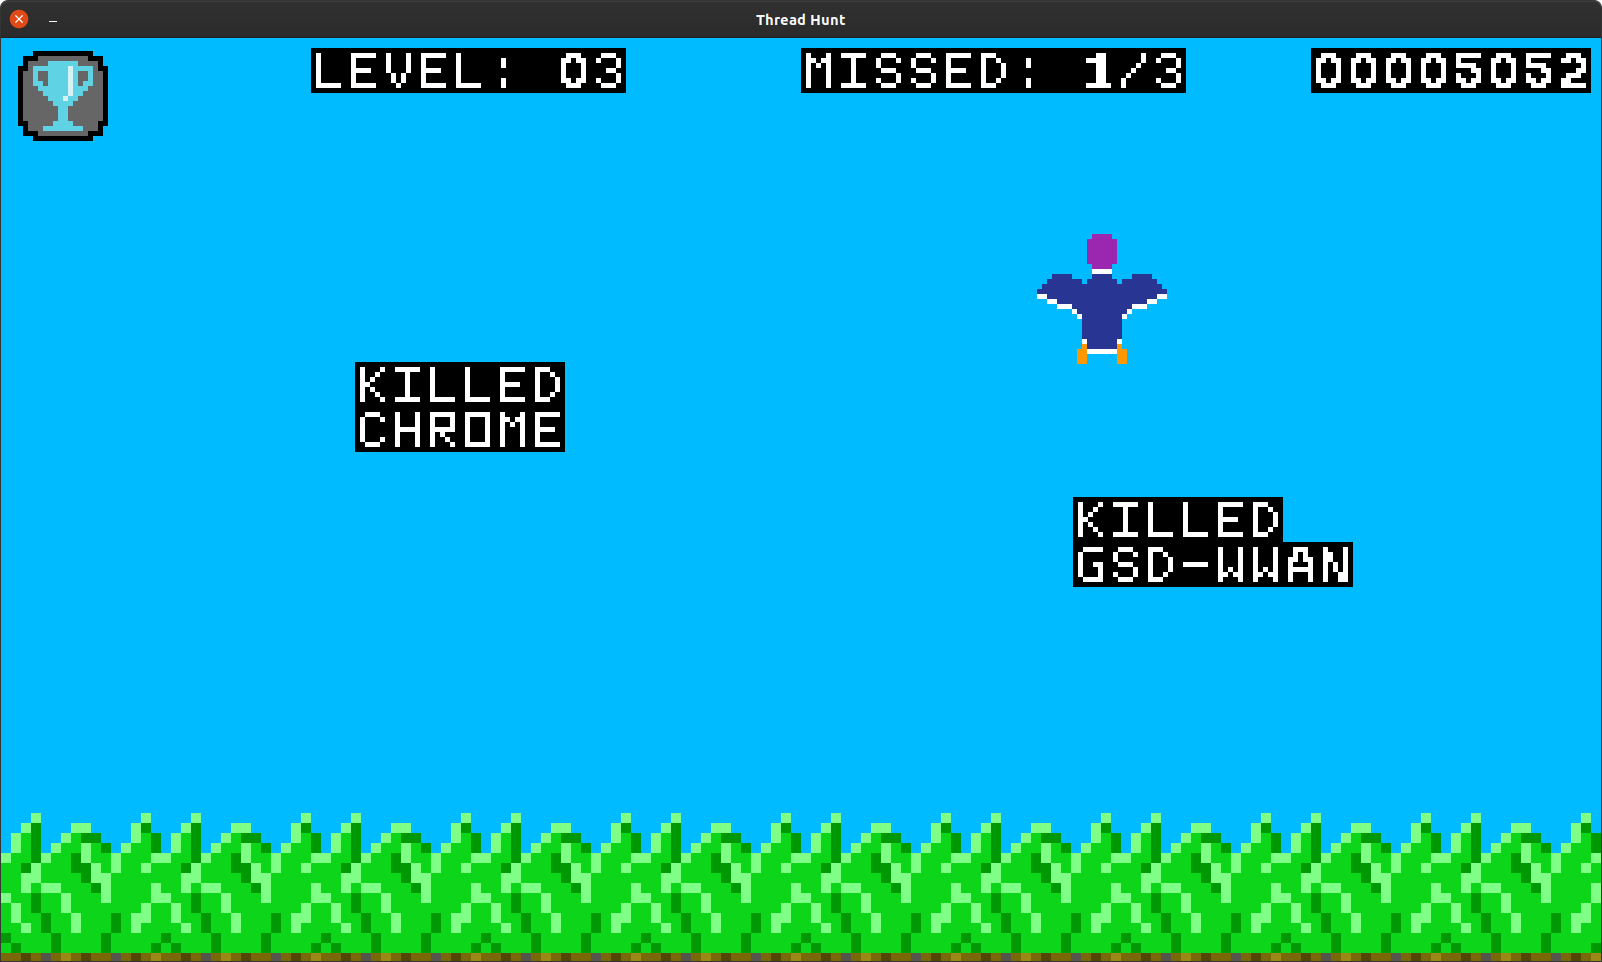 Thread Hunt
LEVEL: 03
MISSED: 1/3
00005052
KILLED
CHROME
KILLED
GSD-WWAN